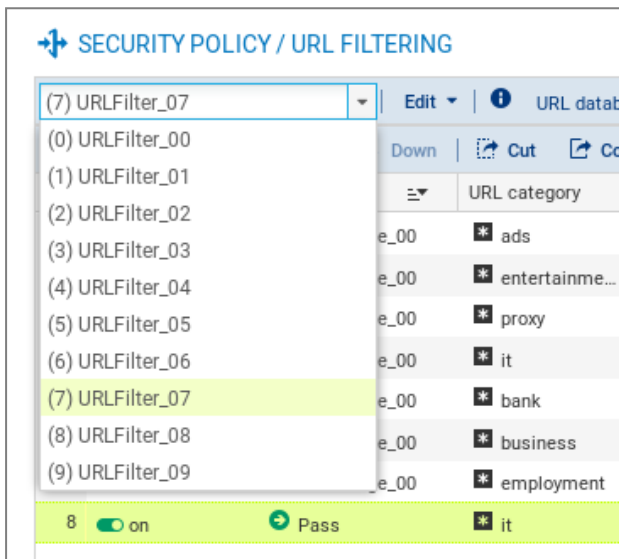 SECURITY POLICY / URL FILTERING
(7) URLFilter_07 Edit URL datab
(0) URLFilter_00 Down Cut Co
(1) URLFilter_01 URL category
(2) URLFilter_02 e_00 ads
(3) URLFilter_03 e_00 entertainme...
(4) URLFilter_04 e_00 proxy
(5) URLFilter_05 e_00 it
(6) URLFilter_06
(7) URLFilter_07 e_00 bank
(8) URLFilter_08 e_00 business
(9) URLFilter_09 e_00 employment
8 on Pass it